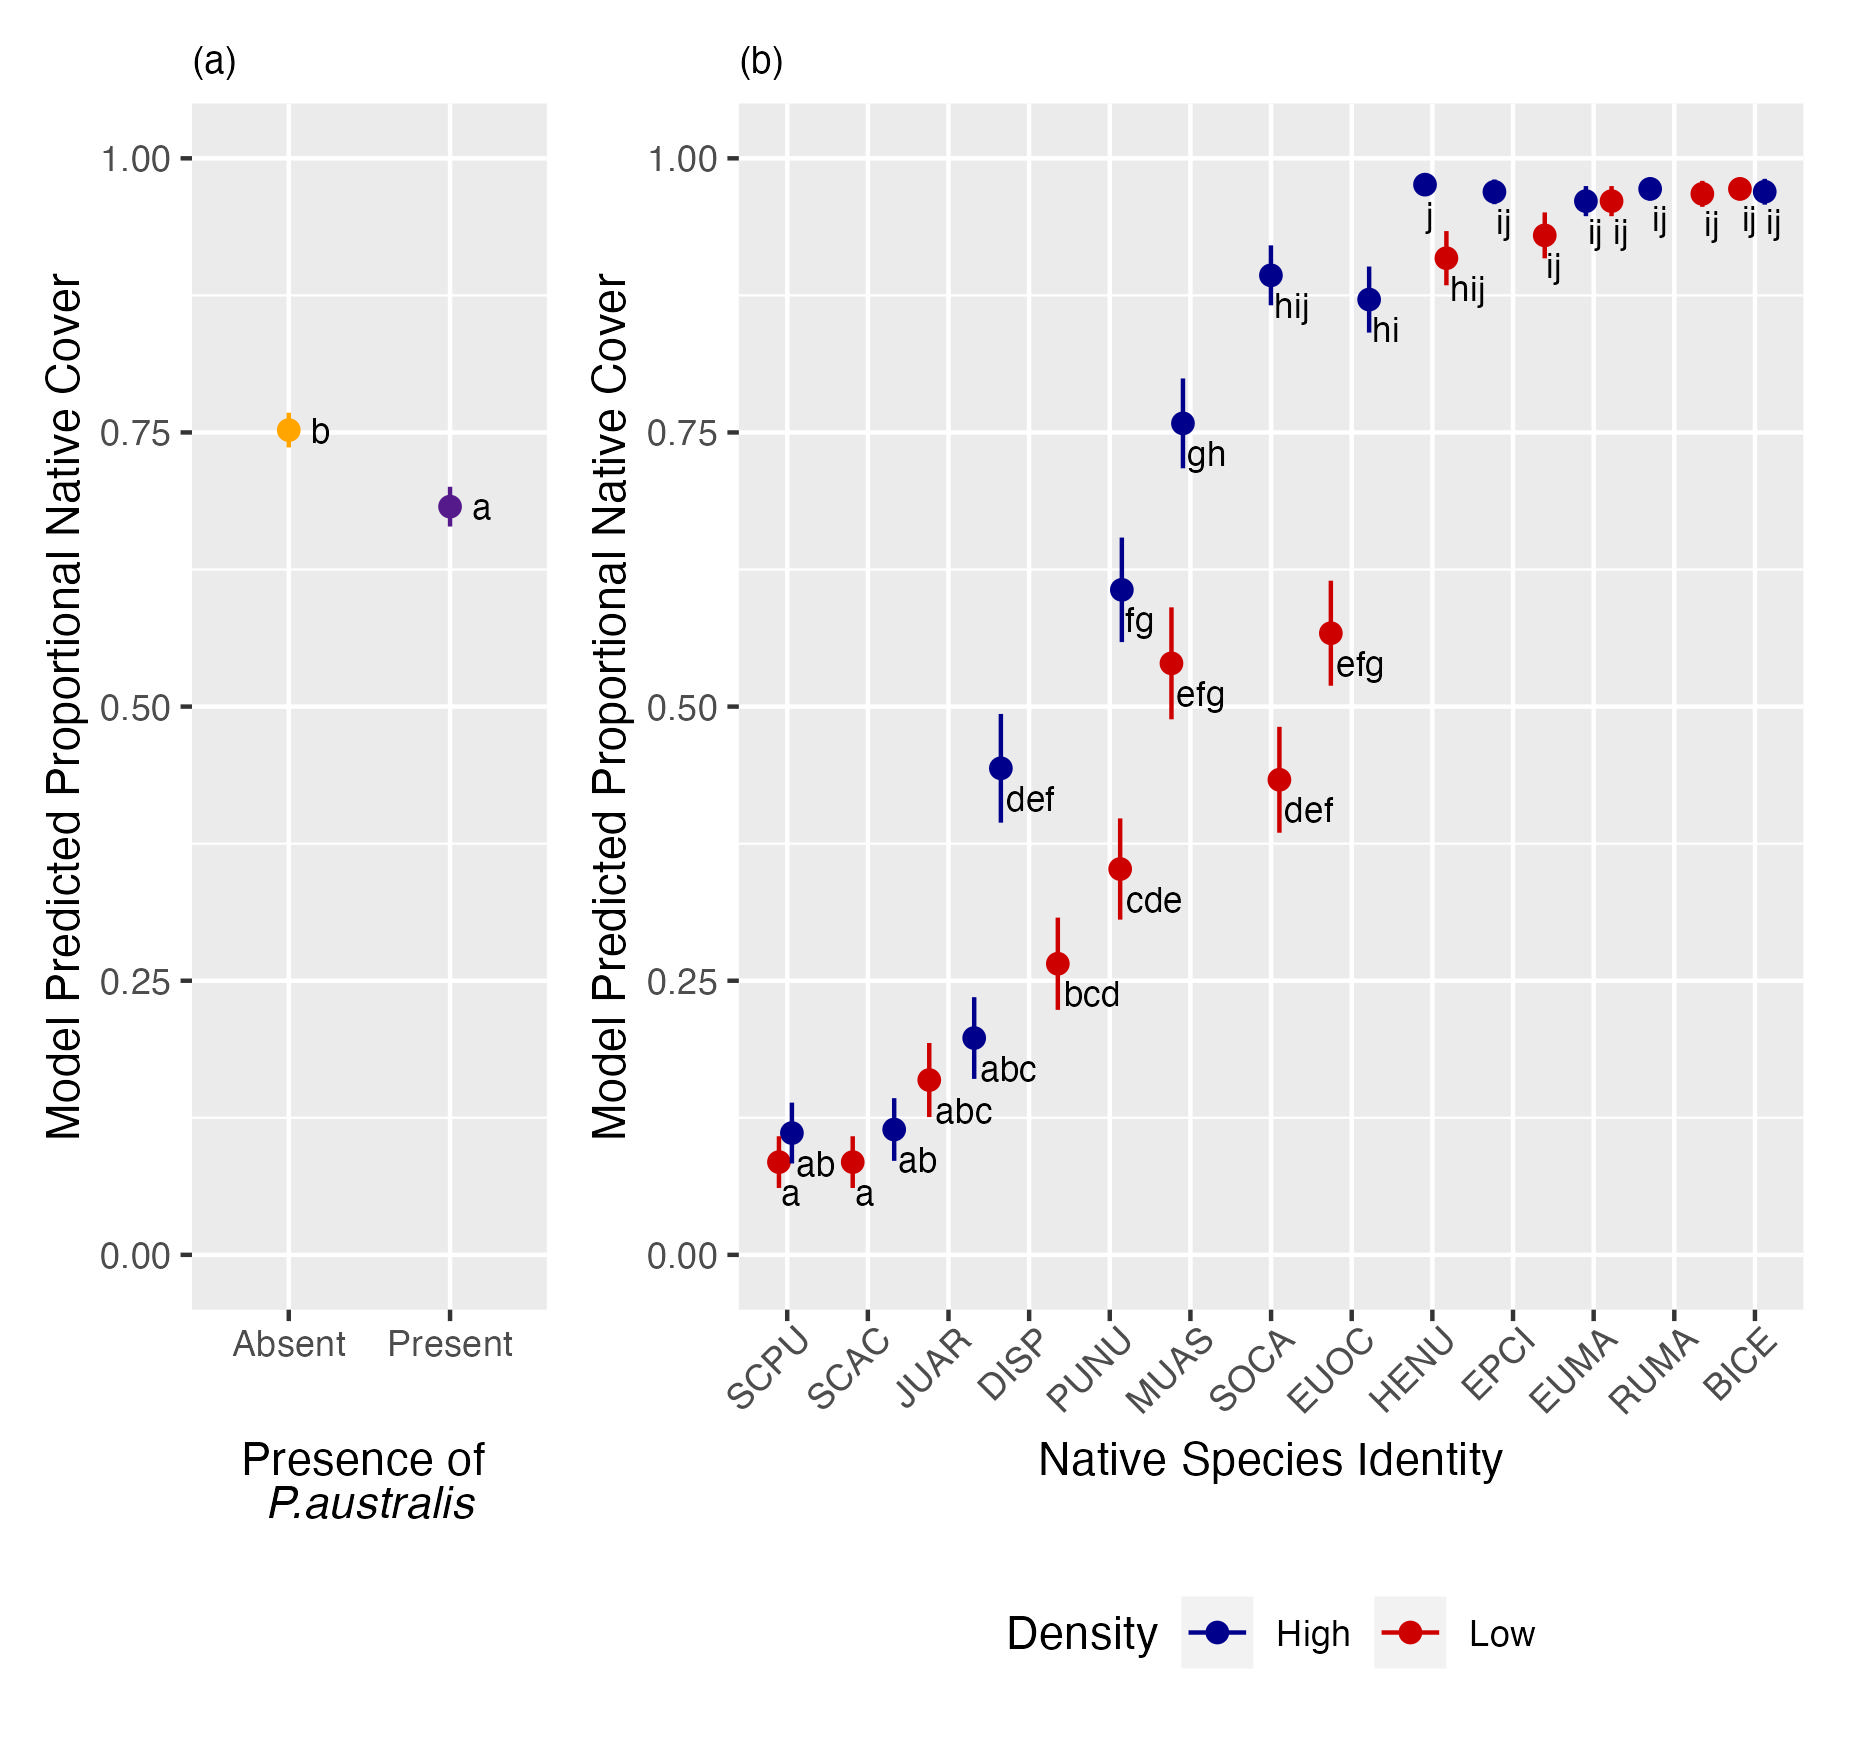 (a)
Model Predicted Proportional Native Cover
1.00
0.75
0.50
0.25
0.00
b
a
Absent
Present
Presence of
P.australis
(b)
Model Predicted Proportional Native Cover
1.00
0.75
0.50
0.25
0.00
a
ab
a
ab
abc
abc
def
bcd
cde
fg
efg
gh
hij
def
efg
hi
j
hij
ij
ij
ij
ij
ij
ij
ij
ij
SCPU
SCAC
JUAR
DISP
PUNU
MUAS
SOCA
EUOC
HENU
EPCI
EUMA
RUMA
BICE
Native Species Identity
Density
High
Low